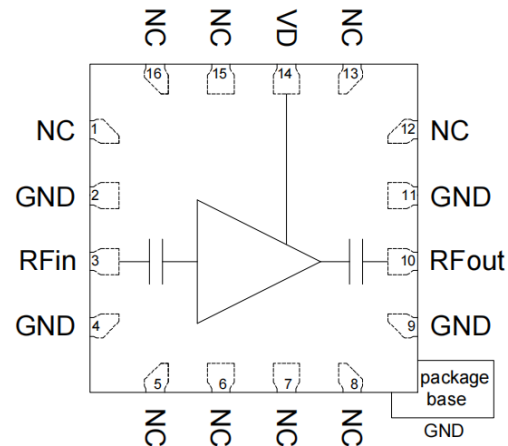 NC NC VD NC
16 15 14 13
NC 1 12 NC
GND 2 11 GND
RFin 3 10 RFout
GND 4 9 GND
5 6 7 8
NC NC NC NC
package
base
GND